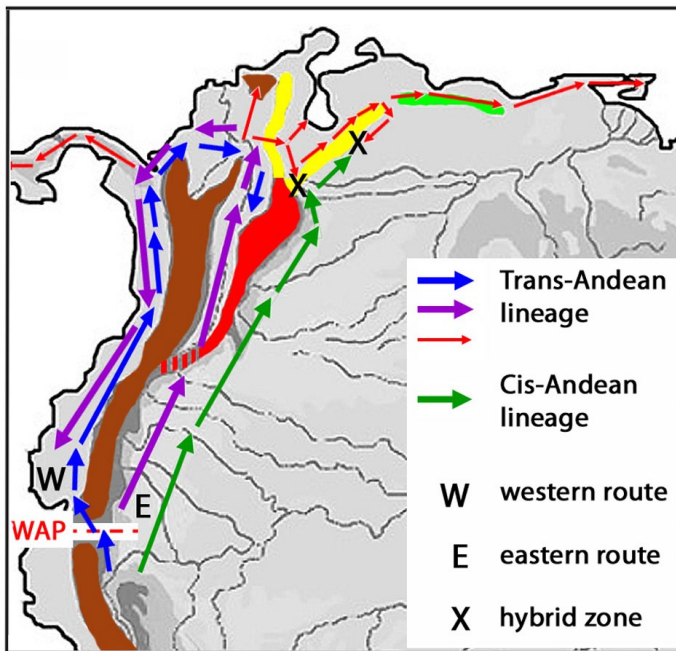 X
X
W
E
WAP
Trans-Andean
lineage
Cis-Andean
lineage
W western route
E eastern route
X hybrid zone